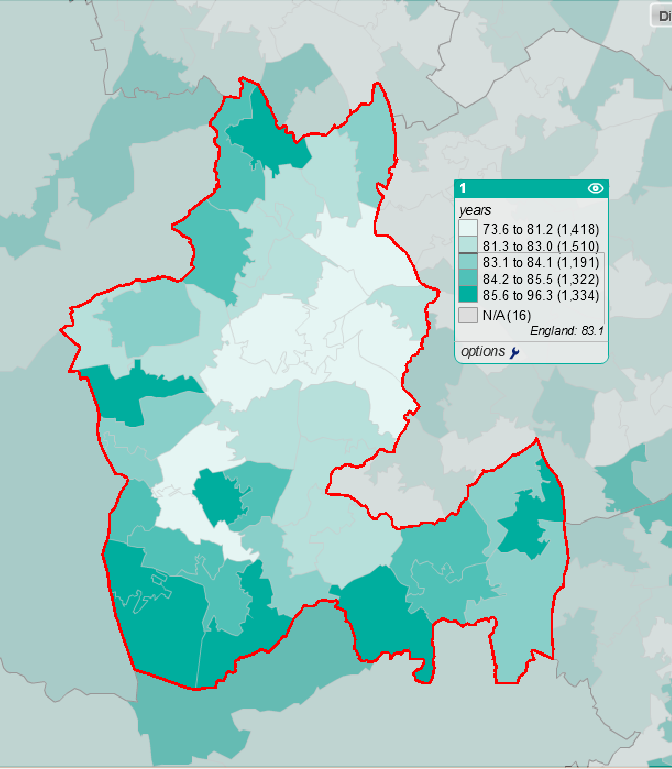 Di
1
years
73.6 to 81.2 (1,418)
81.3 to 83.0 (1,510)
83.1 to 84.1 (1,191)
84.2 to 85.5 (1,322)
85.6 to 96.3 (1,334)
N/A (16)
England: 83.1
options